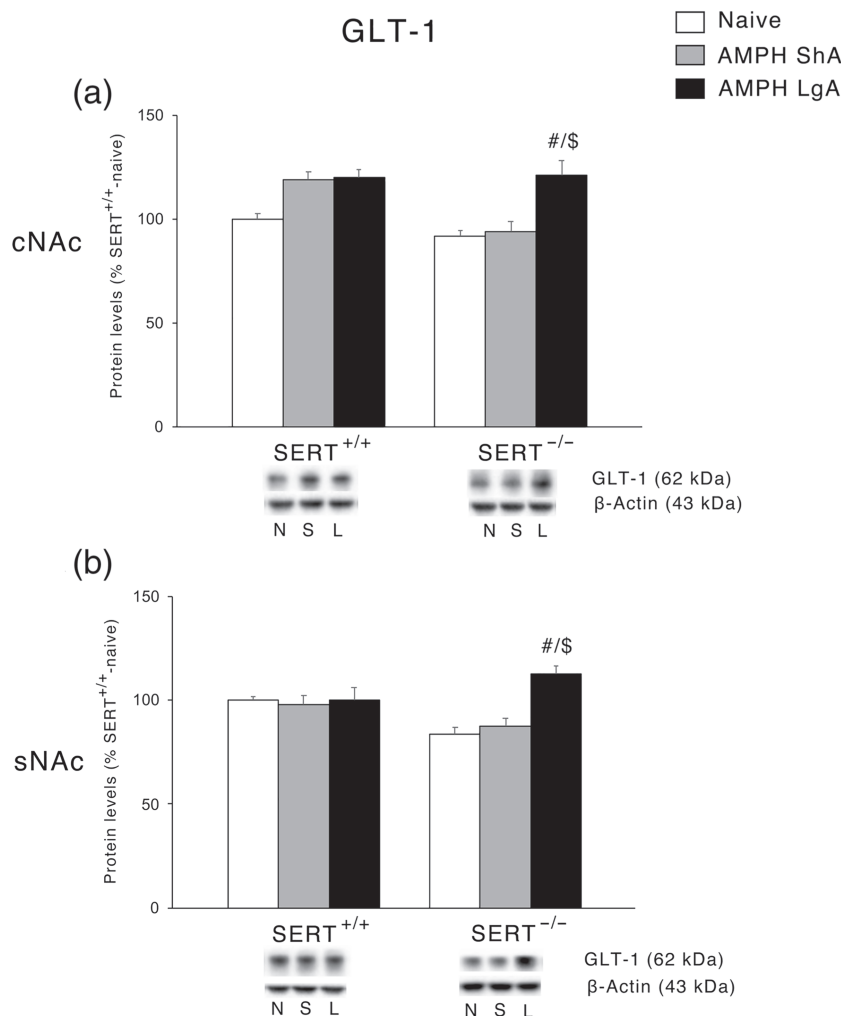 GLT-1
Naive
AMPH ShA
AMPH LgA
(a)
cNAc
Protein levels (% SERT+/+-naive)
150
100
50
0
#/$
SERT+/+
SERT−/−
GLT-1 (62 kDa)
β-Actin (43 kDa)
N S L
N S L
(b)
sNAc
Protein levels (% SERT+/+-naive)
150
100
50
0
#/$
SERT+/+
SERT−/−
GLT-1 (62 kDa)
β-Actin (43 kDa)
N S L
N S L